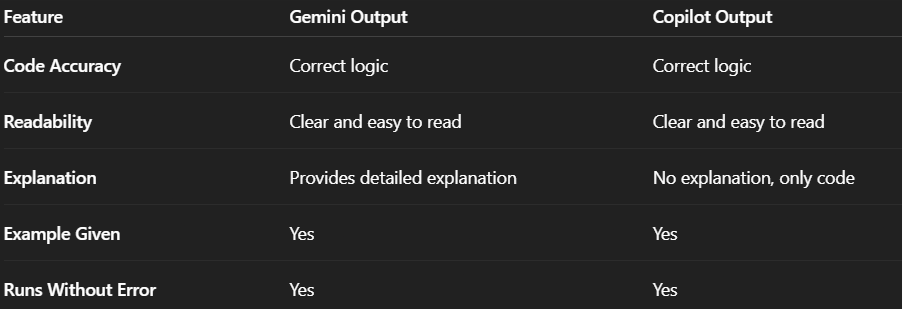 Feature Gemini Output Copilot Output
Code Accuracy Correct logic Correct logic
Readability Clear and easy to read Clear and easy to read
Explanation Provides detailed explanation No explanation, only code
Example Given Yes Yes
Runs Without Error Yes Yes